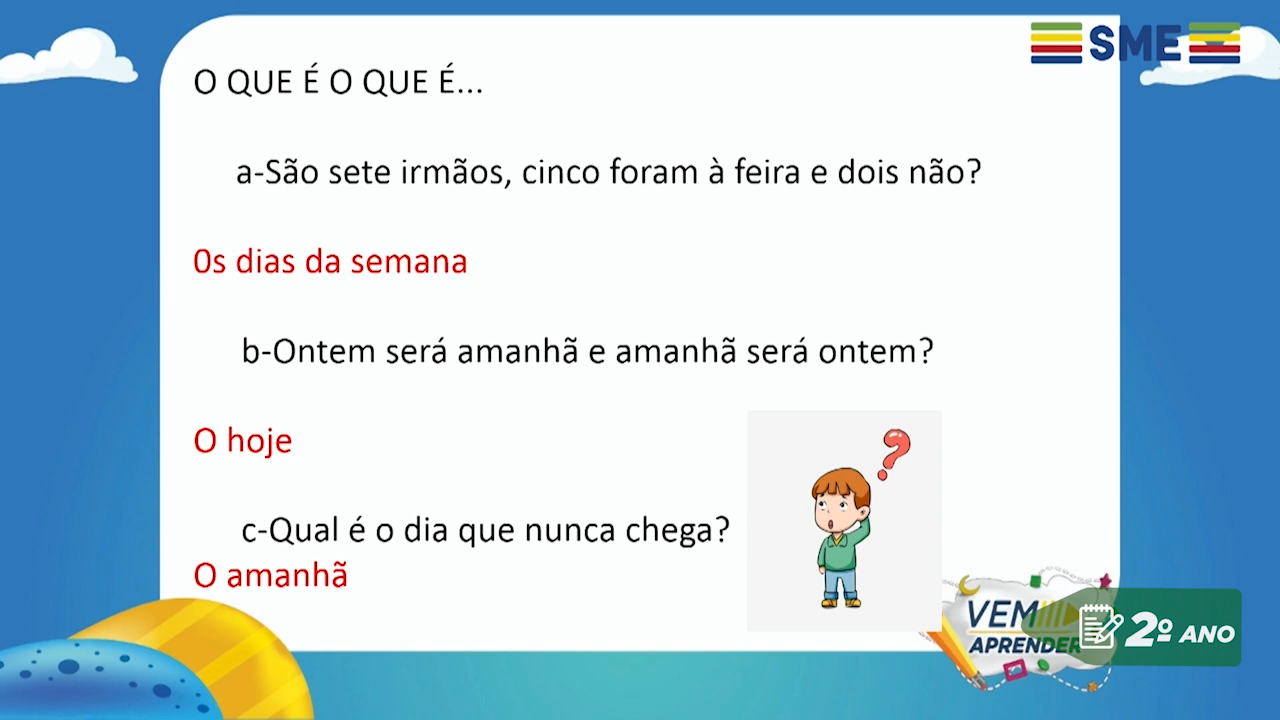 SME
O QUE É O QUE É...
a-São sete irmãos, cinco foram à feira e dois não?
0s dias da semana
b-Ontem será amanhã e amanhã será ontem?
O hoje
c-Qual é o dia que nunca chega?
O amanhã
VEM
APRENDER
2º ANO